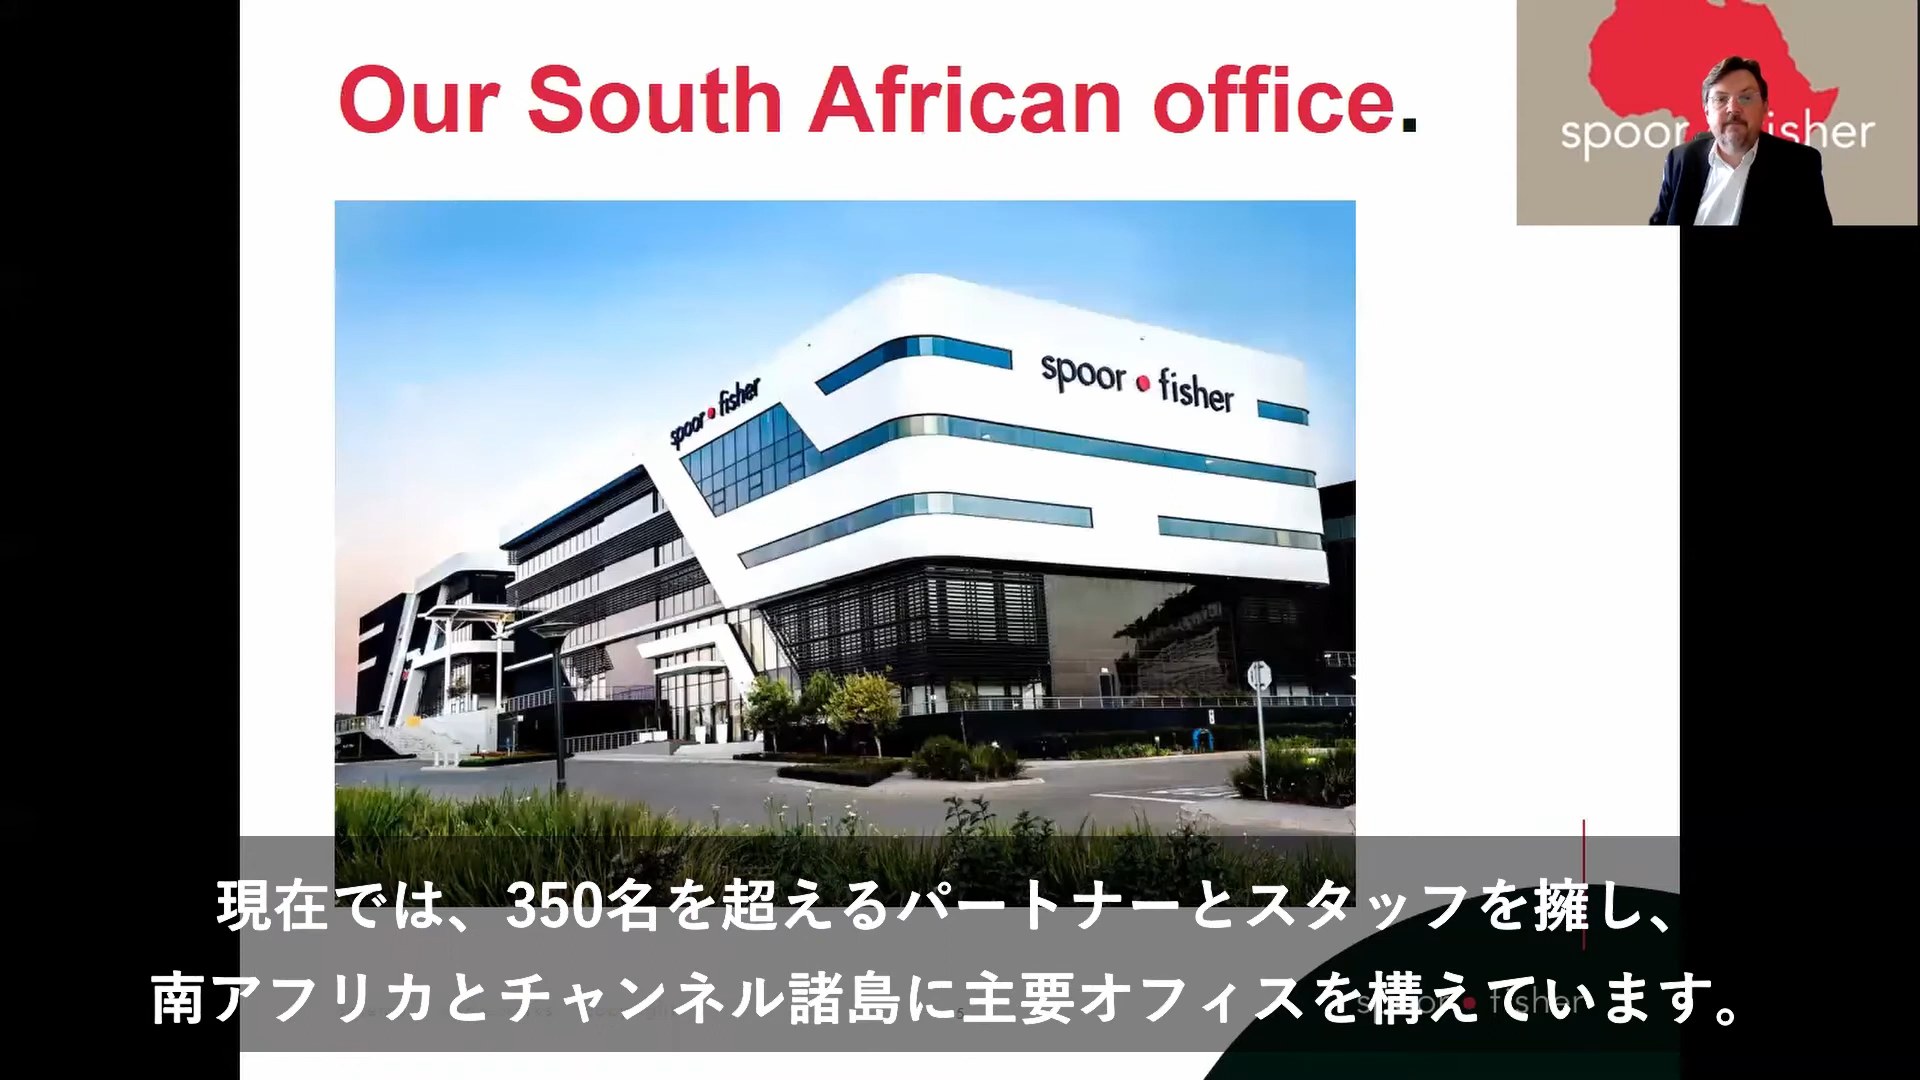 Our South African office.
spoor fisher
spoor • fisher
spoor • fisher
現在では、350名を超えるパートナーとスタッフを擁し、
南アフリカとチャンネル諸島に主要オフィスを構えています。
spoor • fisher